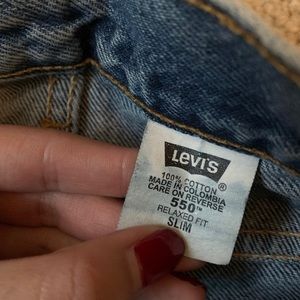 LEVI'S
®
100% COTTON
MADE IN COLOMBIA
CARE ON REVERSE
550™
RELAXED FIT
SLIM